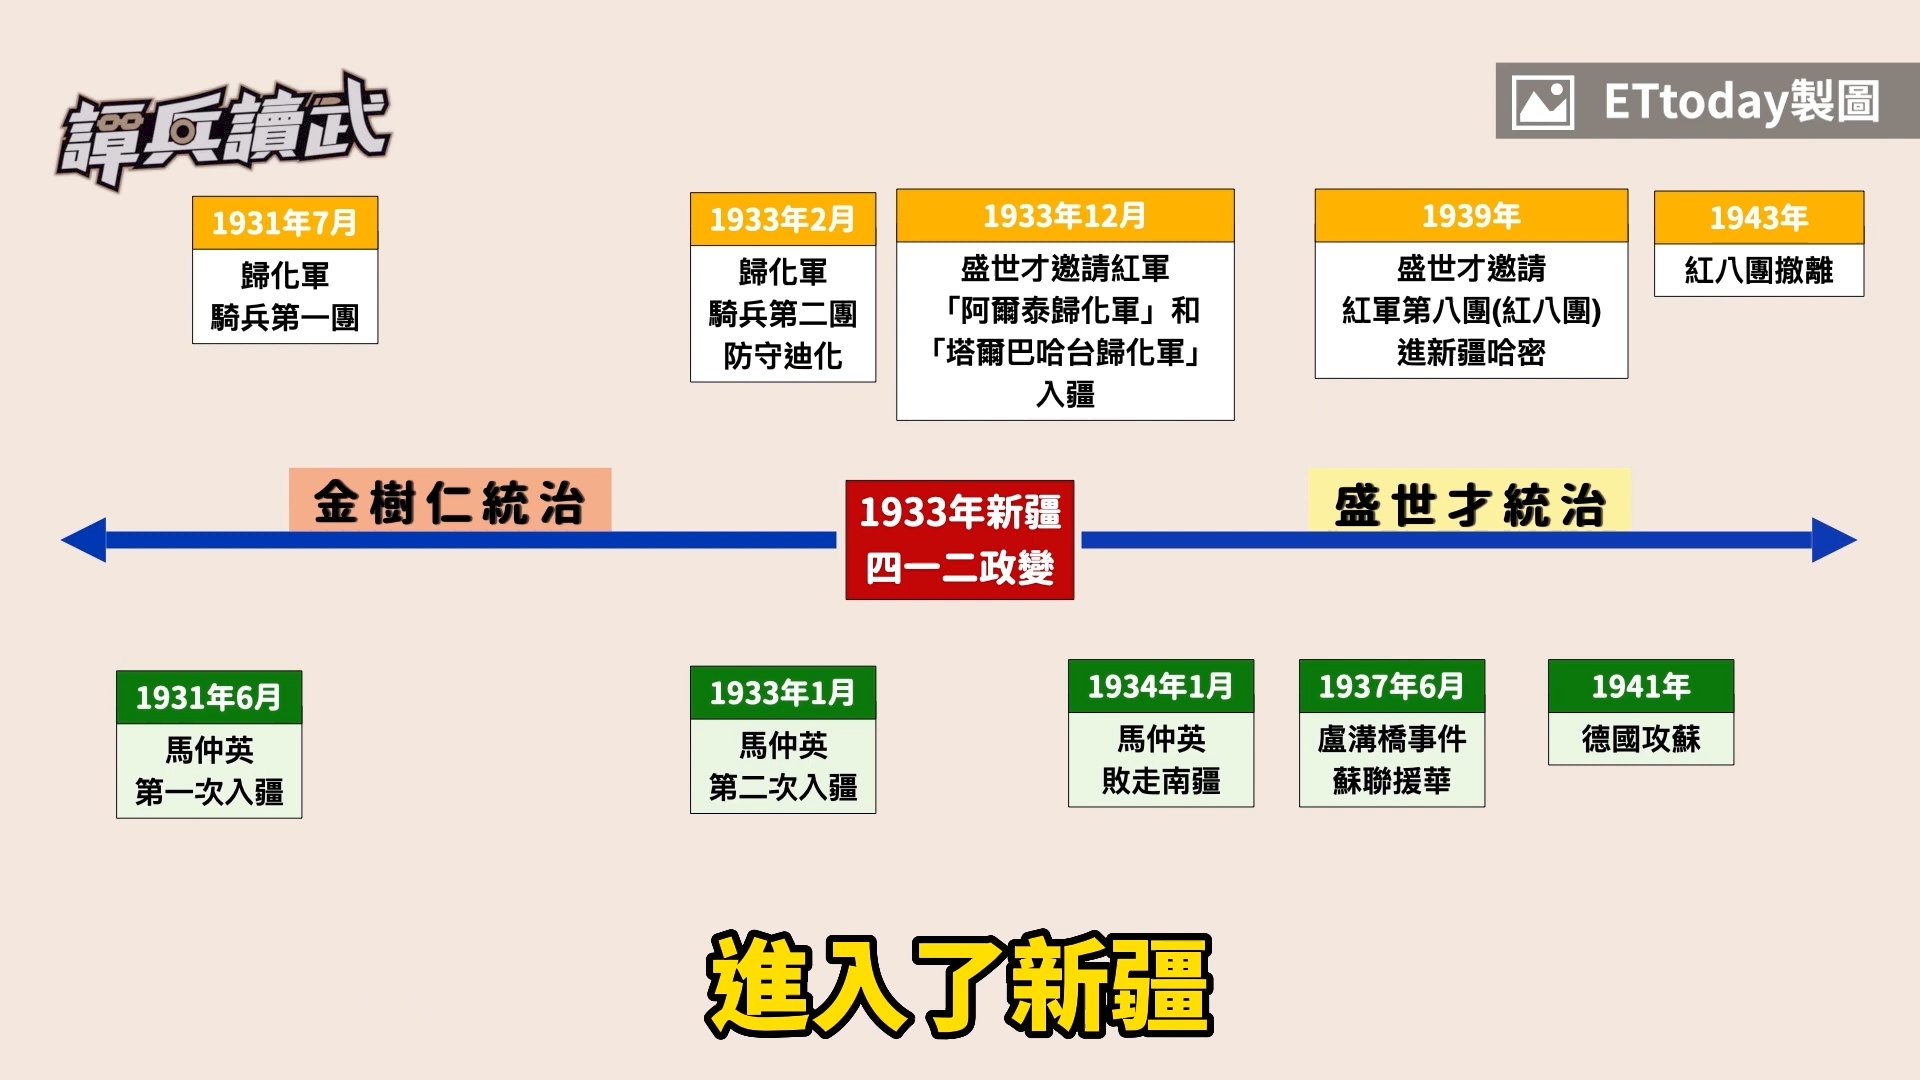 譚兵讀武
ETtoday製圖
1931年7月
歸化軍
騎兵第一團
1933年2月
歸化軍
騎兵第二團
防守迪化
1933年12月
盛世才邀請紅軍
「阿爾泰歸化軍」和
「塔爾巴哈台歸化軍」
入疆
1939年
盛世才邀請
紅軍第八團(紅八團)
進新疆哈密
1943年
紅八團撤離
金樹仁統治
1933年新疆
四一二政變
盛世才統治
1931年6月
馬仲英
第一次入疆
1933年1月
馬仲英
第二次入疆
1934年1月
馬仲英
敗走南疆
1937年6月
盧溝橋事件
蘇聯援華
1941年
德國攻蘇
進入了新疆